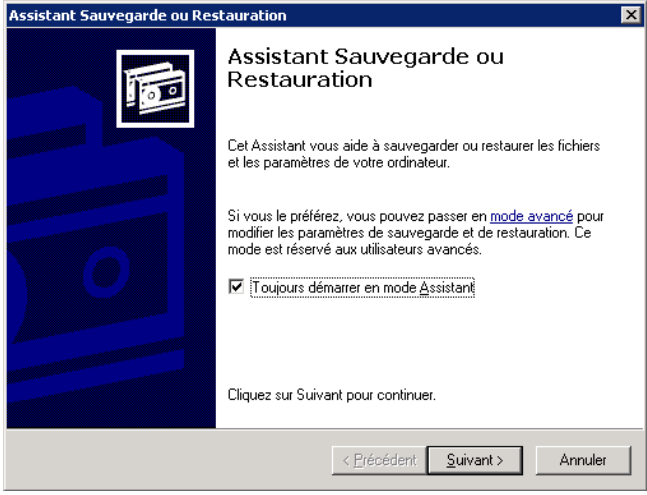 Assistant Sauvegarde ou Restauration
Assistant Sauvegarde ou
Restauration
Cet Assistant vous aide à sauvegarder ou restaurer les fichiers
et les paramètres de votre ordinateur.
Si vous le préférez, vous pouvez passer en mode avancé pour
modifier les paramètres de sauvegarde et de restauration. Ce
mode est réservé aux utilisateurs avancés.
Toujours démarrer en mode Assistant
Cliquez sur Suivant pour continuer.
< Précédent Suivant > Annuler